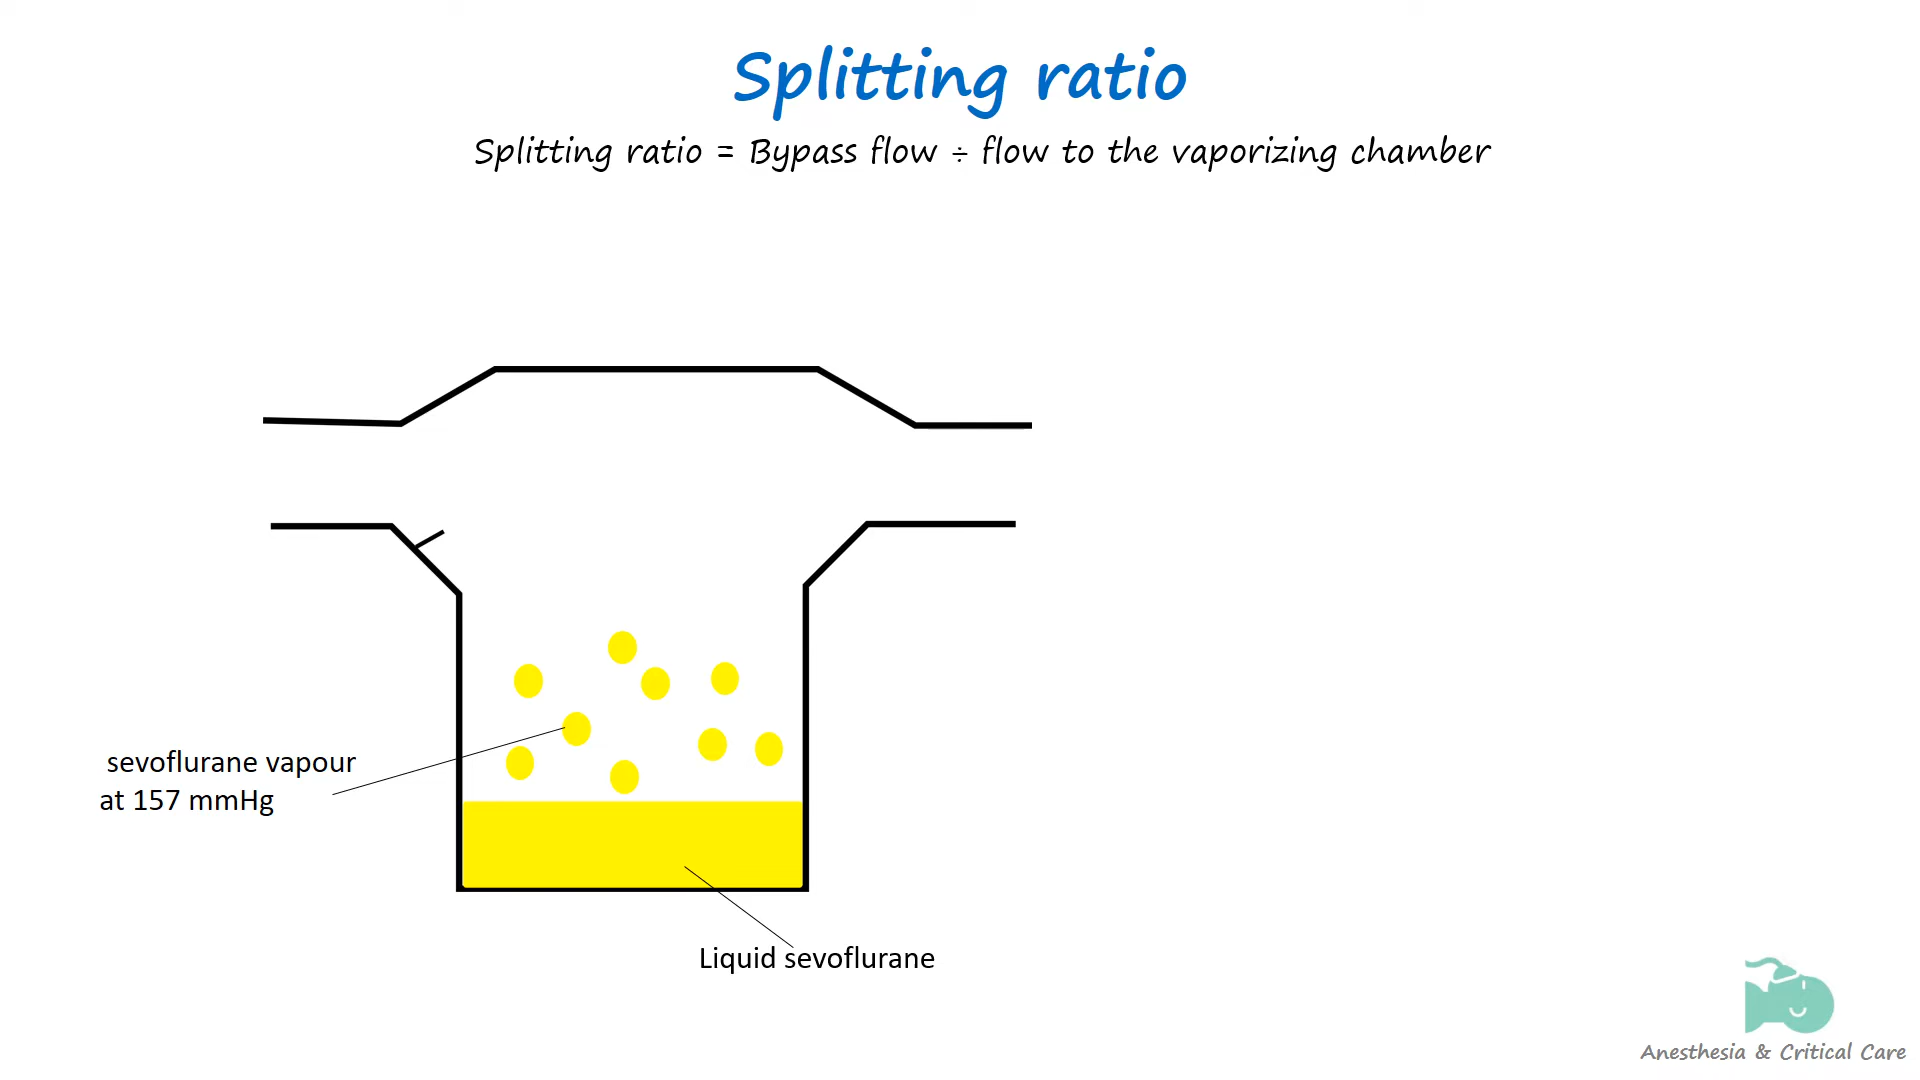 Splitting ratio
Splitting ratio = Bypass flow ÷ flow to the vaporizing chamber
sevoflurane vapour
at 157 mmHg
Liquid sevoflurane
Anesthesia & Critical Care